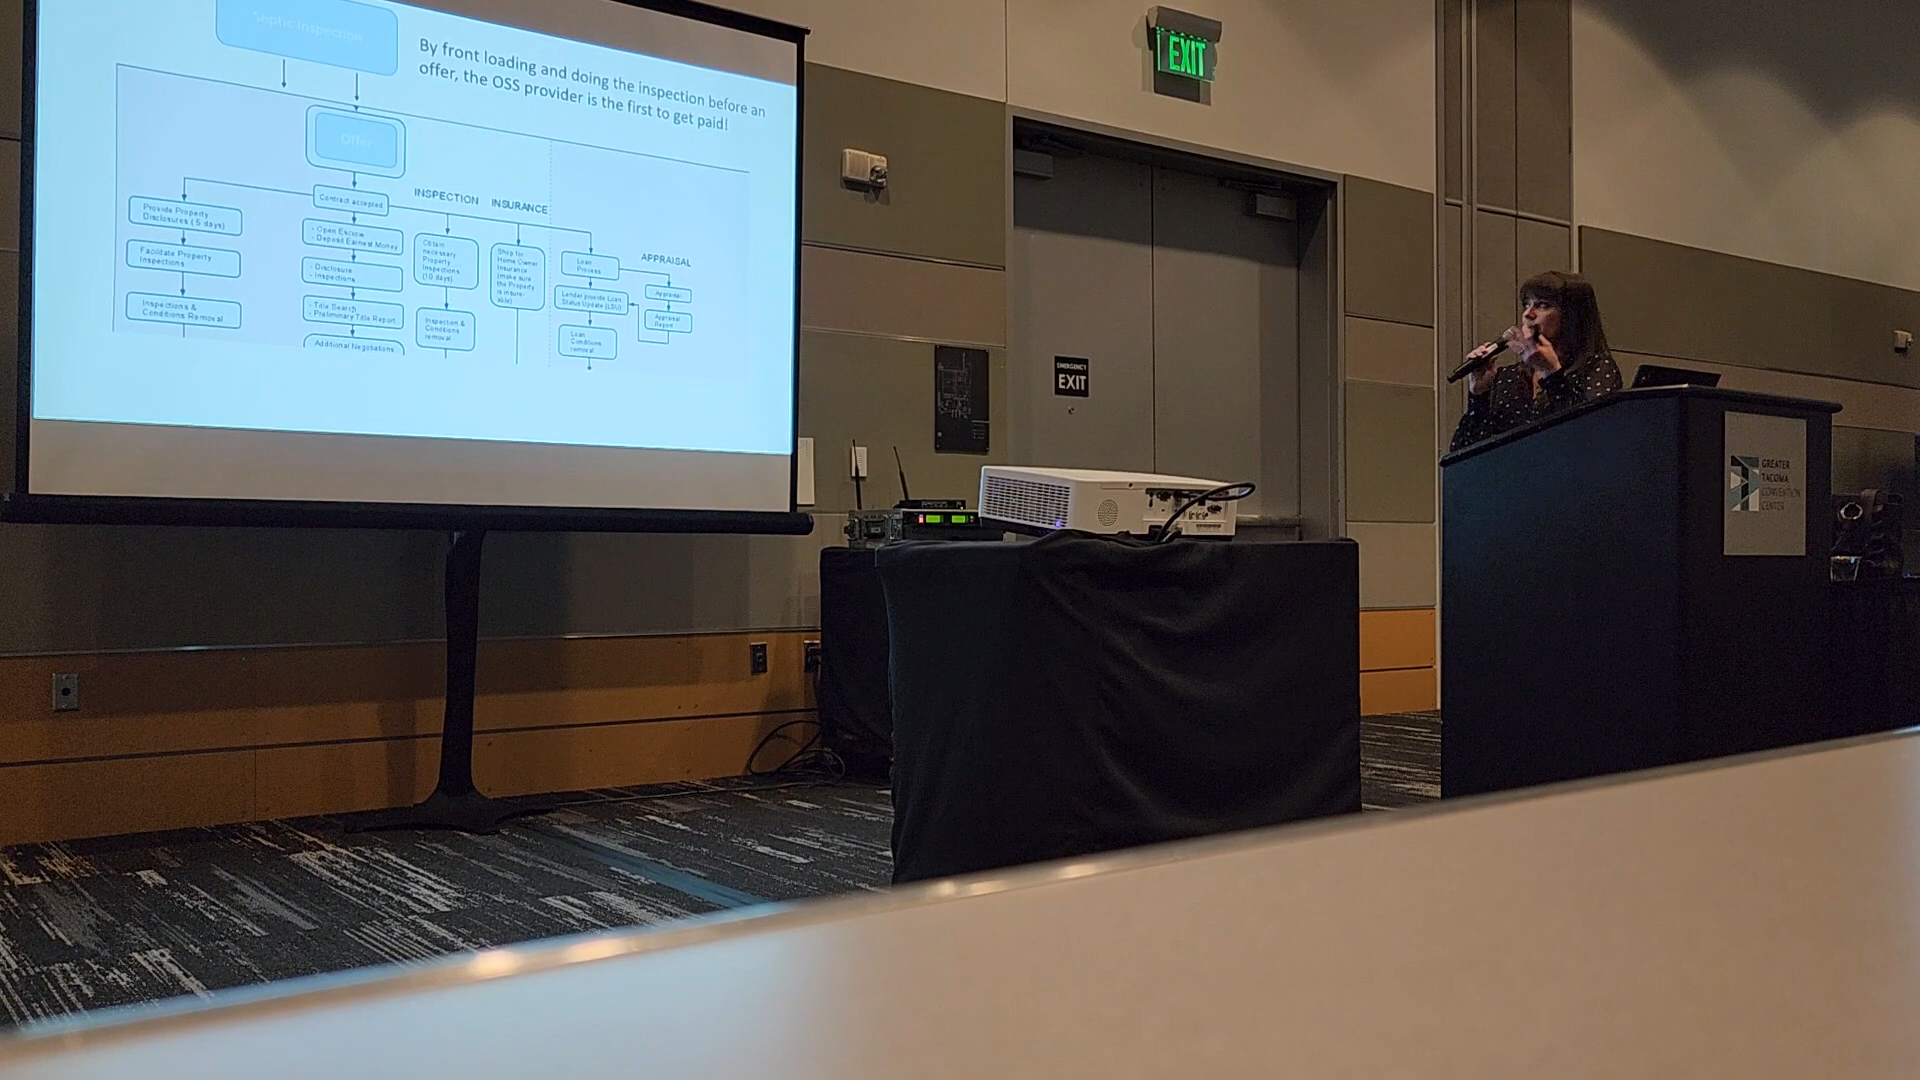 Septic Inspection
By front loading and doing the inspection before an
offer, the OSS provider is the first to get paid!
Offer
Contract accepted
INSPECTION
INSURANCE
APPRAISAL
Provide Property
Disclosures ( 5 days)
Facilitate Property
Inspections
Inspections &
Conditions Removal
- Open Escrow
- Deposit Earnest Money
- Disclosure
- Inspections
- Title Search
- Preliminary Title Report
Additional Negotiations
Obtain
necessary
Property
Inspections
(10 days)
Inspection &
Conditions
removal
Shop for
Home Owner
Insurance
(make sure
the Property
is insure-
able)
Loan
Process
Lender provide Loan
Status Update (LSU)
Loan
Conditions
removal
Appraisal
Appraisal
Report
EXIT
EMERGENCY
EXIT
GREATER
TACOMA
CONVENTION
CENTER